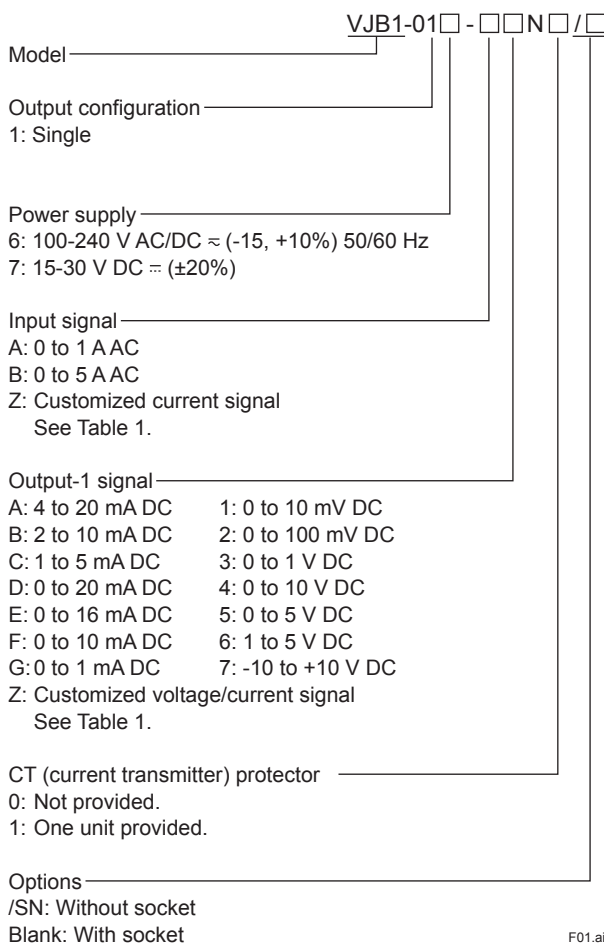 VJB1-01□ - □□N□/□
Model
Output configuration
1: Single
Power supply
6: 100-240 V AC/DC ≂ (-15, +10%) 50/60 Hz
7: 15-30 V DC ⎓ (±20%)
Input signal
A: 0 to 1 A AC
B: 0 to 5 A AC
Z: Customized current signal
See Table 1.
Output-1 signal
A: 4 to 20 mA DC 1: 0 to 10 mV DC
B: 2 to 10 mA DC 2: 0 to 100 mV DC
C: 1 to 5 mA DC 3: 0 to 1 V DC
D: 0 to 20 mA DC 4: 0 to 10 V DC
E: 0 to 16 mA DC 5: 0 to 5 V DC
F: 0 to 10 mA DC 6: 1 to 5 V DC
G: 0 to 1 mA DC 7: -10 to +10 V DC
Z: Customized voltage/current signal
See Table 1.
CT (current transmitter) protector
0: Not provided.
1: One unit provided.
Options
/SN: Without socket
Blank: With socket
F01.ai